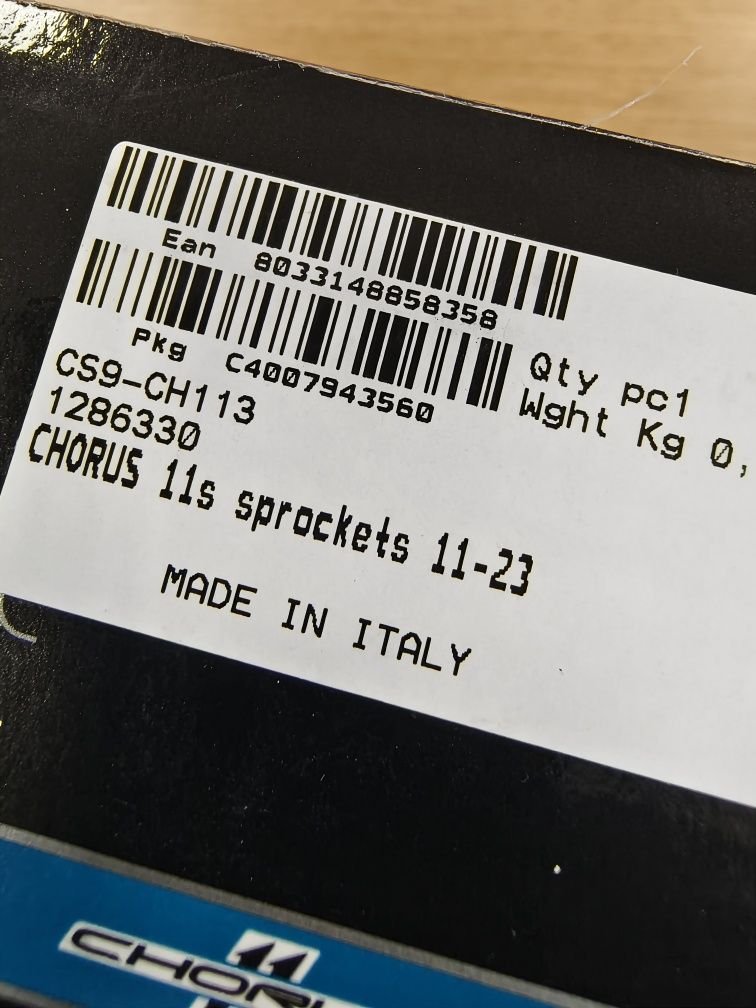 Ean 8033148858358
Pkg C4007943560
Qty pc1
Wght Kg 0,
CS9-CH113
1286330
CHORUS 11s sprockets 11-23
MADE IN ITALY
11